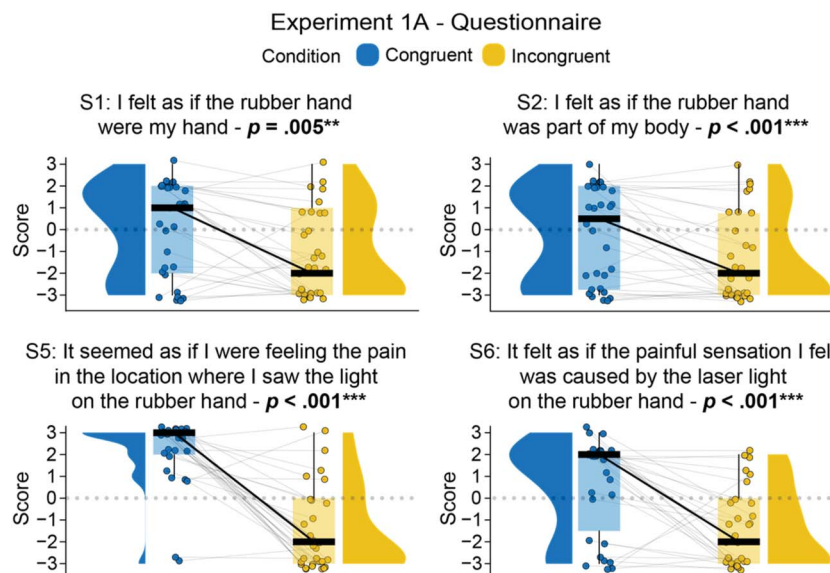 Experiment 1A - Questionnaire
Condition Congruent Incongruent
S1: I felt as if the rubber hand
were my hand - p = .005**
3
2
1
0
−1
−2
−3
Score
S2: I felt as if the rubber hand
was part of my body - p < .001***
3
2
1
0
−1
−2
−3
Score
S5: It seemed as if I were feeling the pain
in the location where I saw the light
on the rubber hand - p < .001***
3
2
1
0
−1
−2
−3
Score
S6: It felt as if the painful sensation I fel
was caused by the laser light
on the rubber hand - p < .001***
3
2
1
0
−1
−2
−3
Score